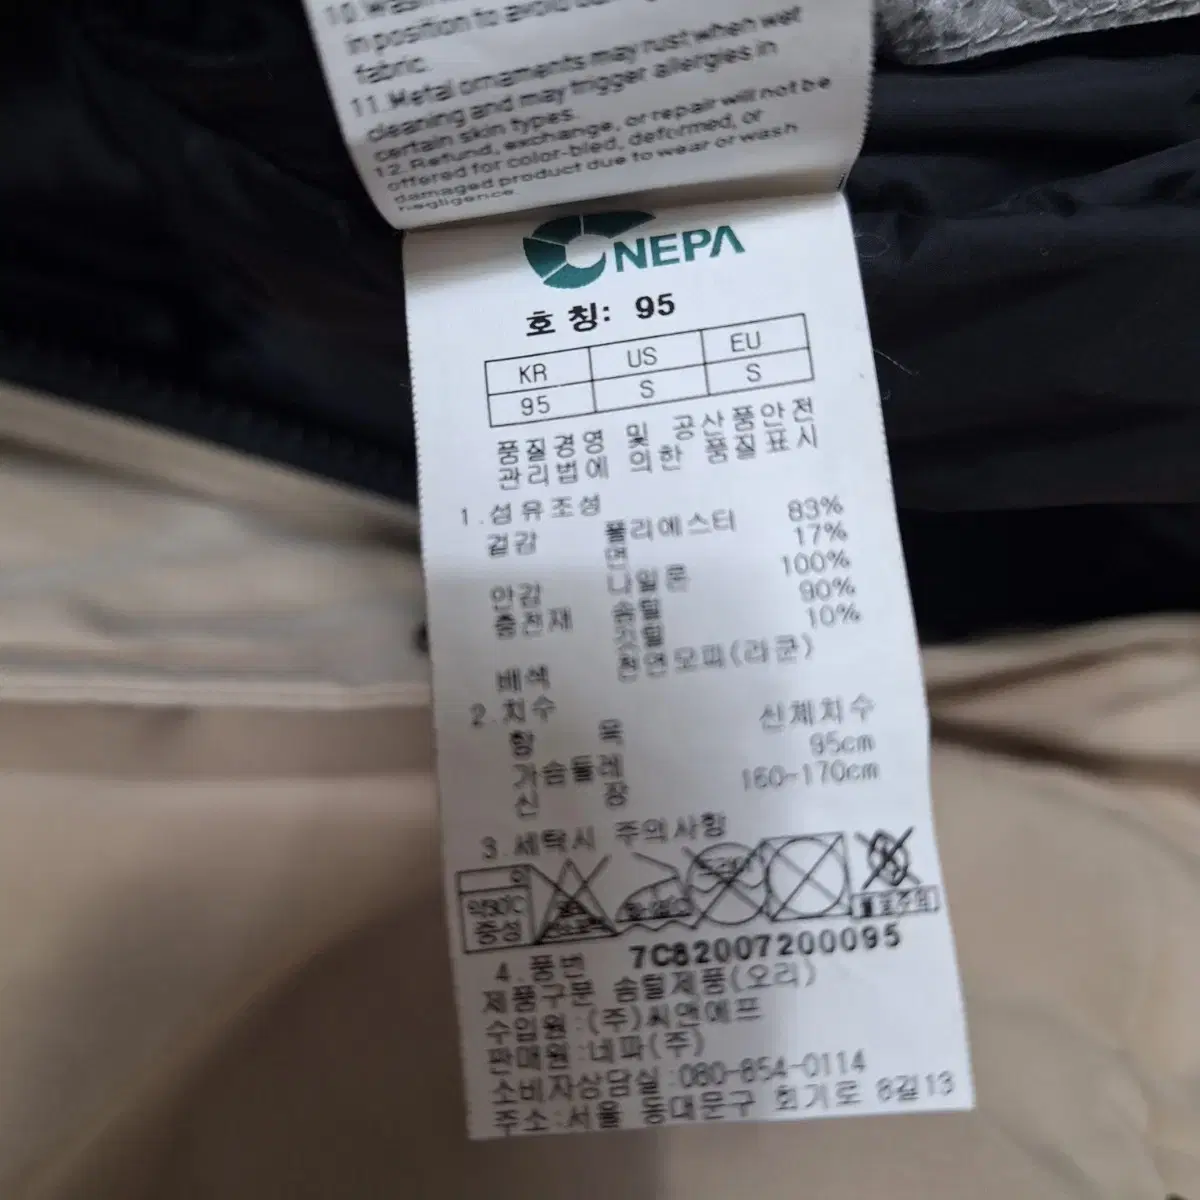 10.
in position to avoid
fabric.
11.Metal ornaments may rust when wet
cleaning and may trigger allergies in
certain skin types.
12.Refund, exchange, or repair will not be
offered for color-bled, deformed, or
damaged product due to wear or wash
negligence.
NEPA
호 칭: 95
KR US EU
95 S S
품질경영 및 공산품안전
관리법에 의한 품질표시
1.섬유조성
겉감 폴리에스터 83%
면 17%
안감 나일론 100%
충전재 솜털 90%
깃털 10%
배색 천연모피(라쿤)
2.치수
항 목 신체치수
가슴둘레 95cm
신 장 160-170cm
3.세탁시 주의사항
약30℃
중성
4.품번 7C82007200095
제품구분 솜털제품(오리)
수입원:(주)씨앤에프
판매원:네파(주)
소비자상담실:080-854-0114
주소:서울 동대문구 회기로 8길13